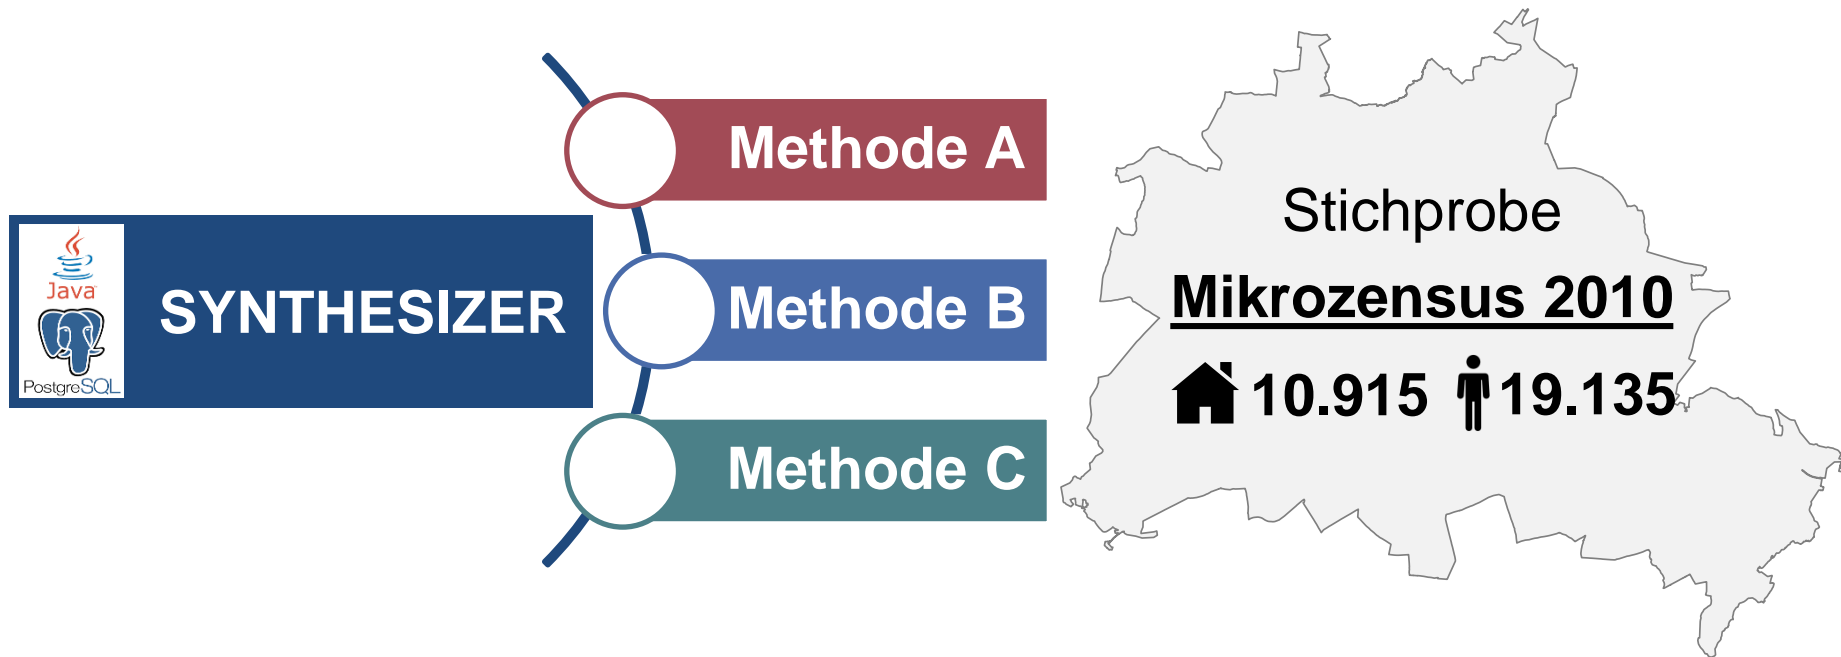 Java
PostgreSQL
SYNTHESIZER
Methode A
Methode B
Methode C
Stichprobe
Mikrozensus 2010
10.915 19.135